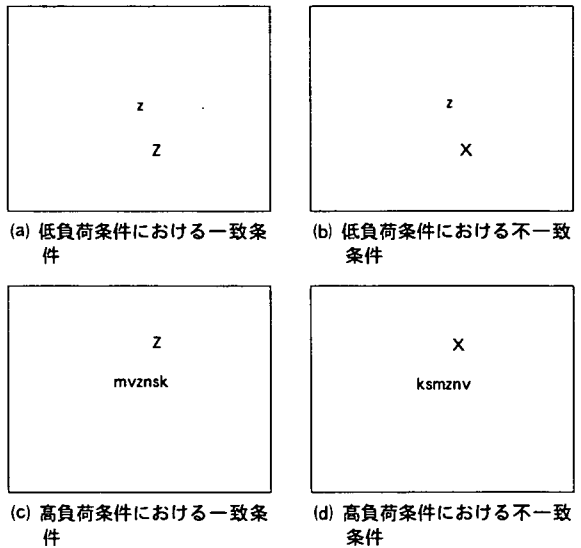 z
Z
(a) 低負荷条件における一致条
件
z
X
(b) 低負荷条件における不一致
条件
Z
mvznsk
(c) 高負荷条件における一致条
件
X
ksmznv
(d) 高負荷条件における不一致
条件